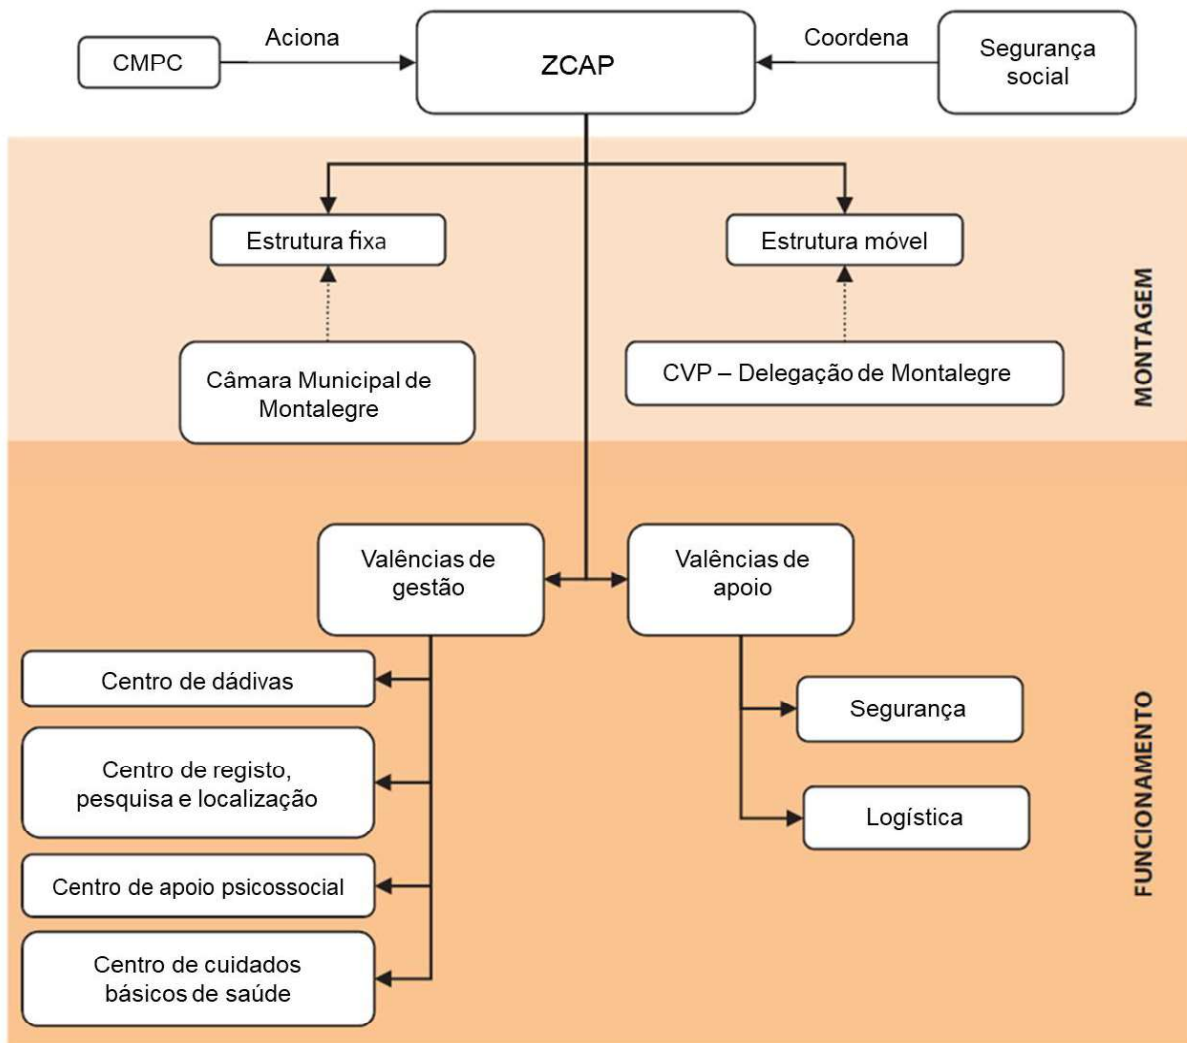 Aciona
Coordena
CMPC
ZCAP
Segurança
social
Estrutura fixa
Estrutura móvel
Câmara Municipal de
Montalegre
CVP – Delegação de Montalegre
MONTAGEM
Valências de
gestão
Valências de
apoio
Centro de dádivas
Centro de registo,
pesquisa e localização
Centro de apoio psicossocial
Centro de cuidados
básicos de saúde
Segurança
Logística
FUNCIONAMENTO